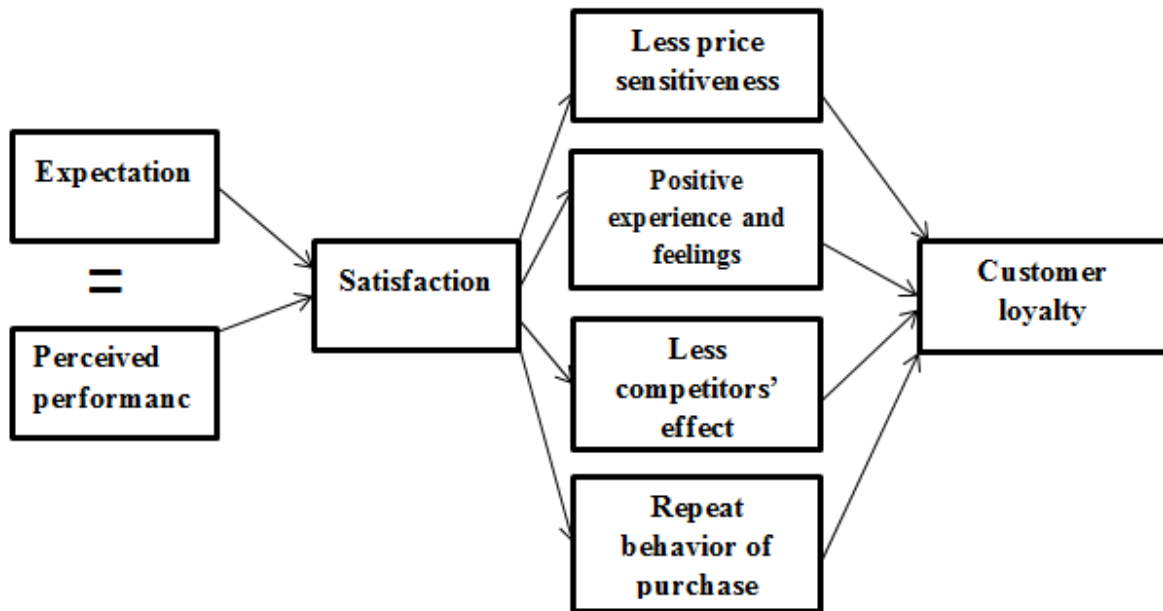 Less price
sensitiveness
Expectation
Positive
experience and
feelings
=
Satisfaction
Customer
loyalty
Perceived
performanc
Less
competitors’
effect
Repeat
behavior of
purchase